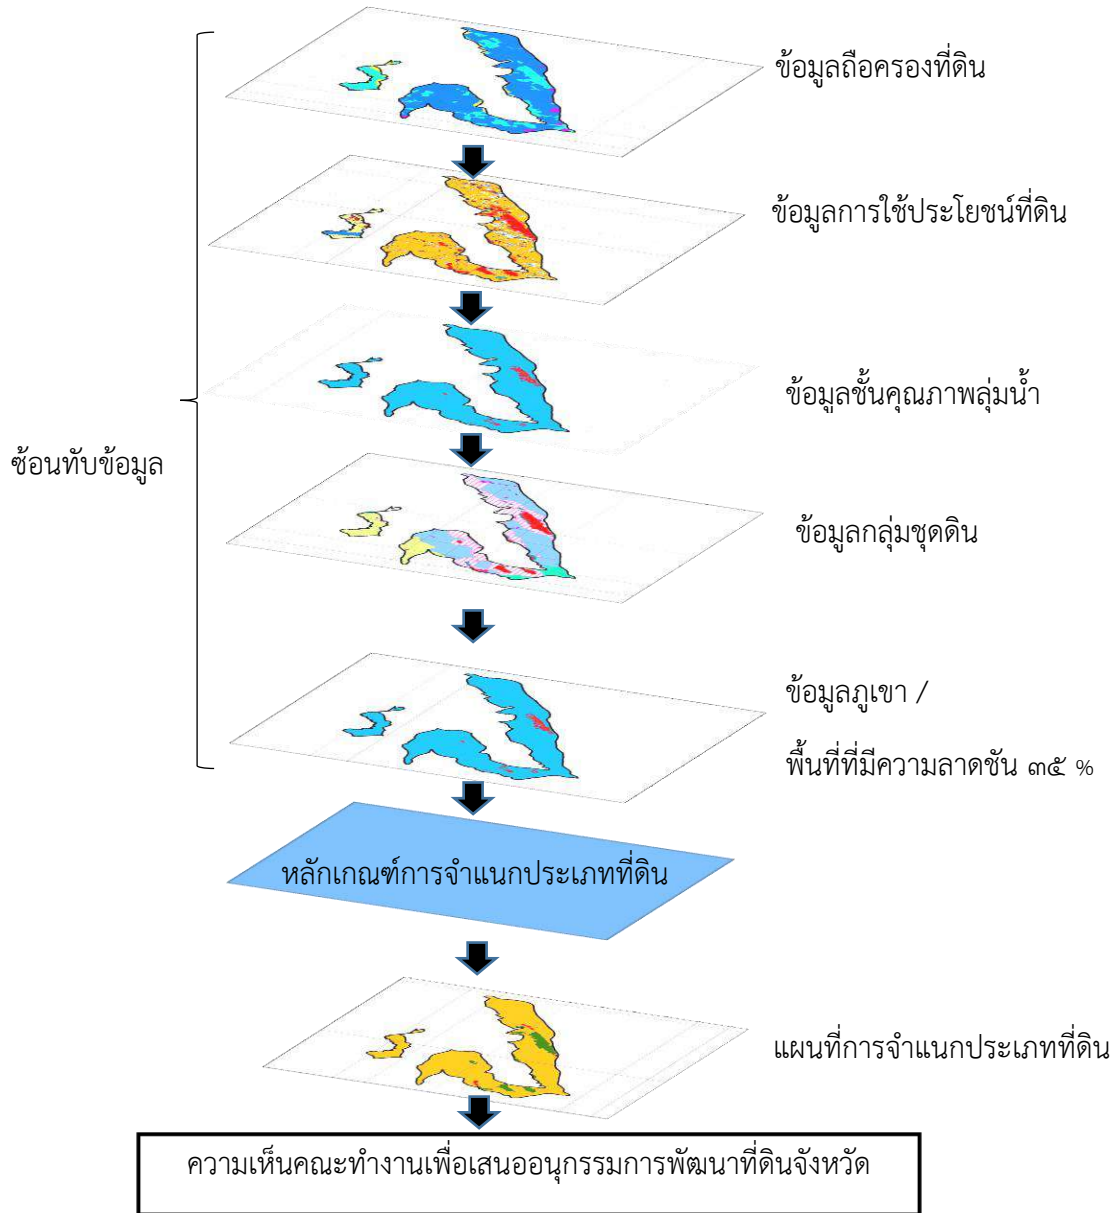 ข้อมูลถือครองที่ดิน
ข้อมูลการใช้ประโยชน์ที่ดิน
ข้อมูลชั้นคุณภาพลุ่มน้ำ
ซ้อนทับข้อมูล
ข้อมูลกลุ่มชุดดิน
ข้อมูลภูเขา /
พื้นที่ที่มีความลาดชัน ๓๕ %
หลักเกณฑ์การจำแนกประเภทที่ดิน
แผนที่การจำแนกประเภทที่ดิน
ความเห็นคณะทำงานเพื่อเสนออนุกรรมการพัฒนาที่ดินจังหวัด